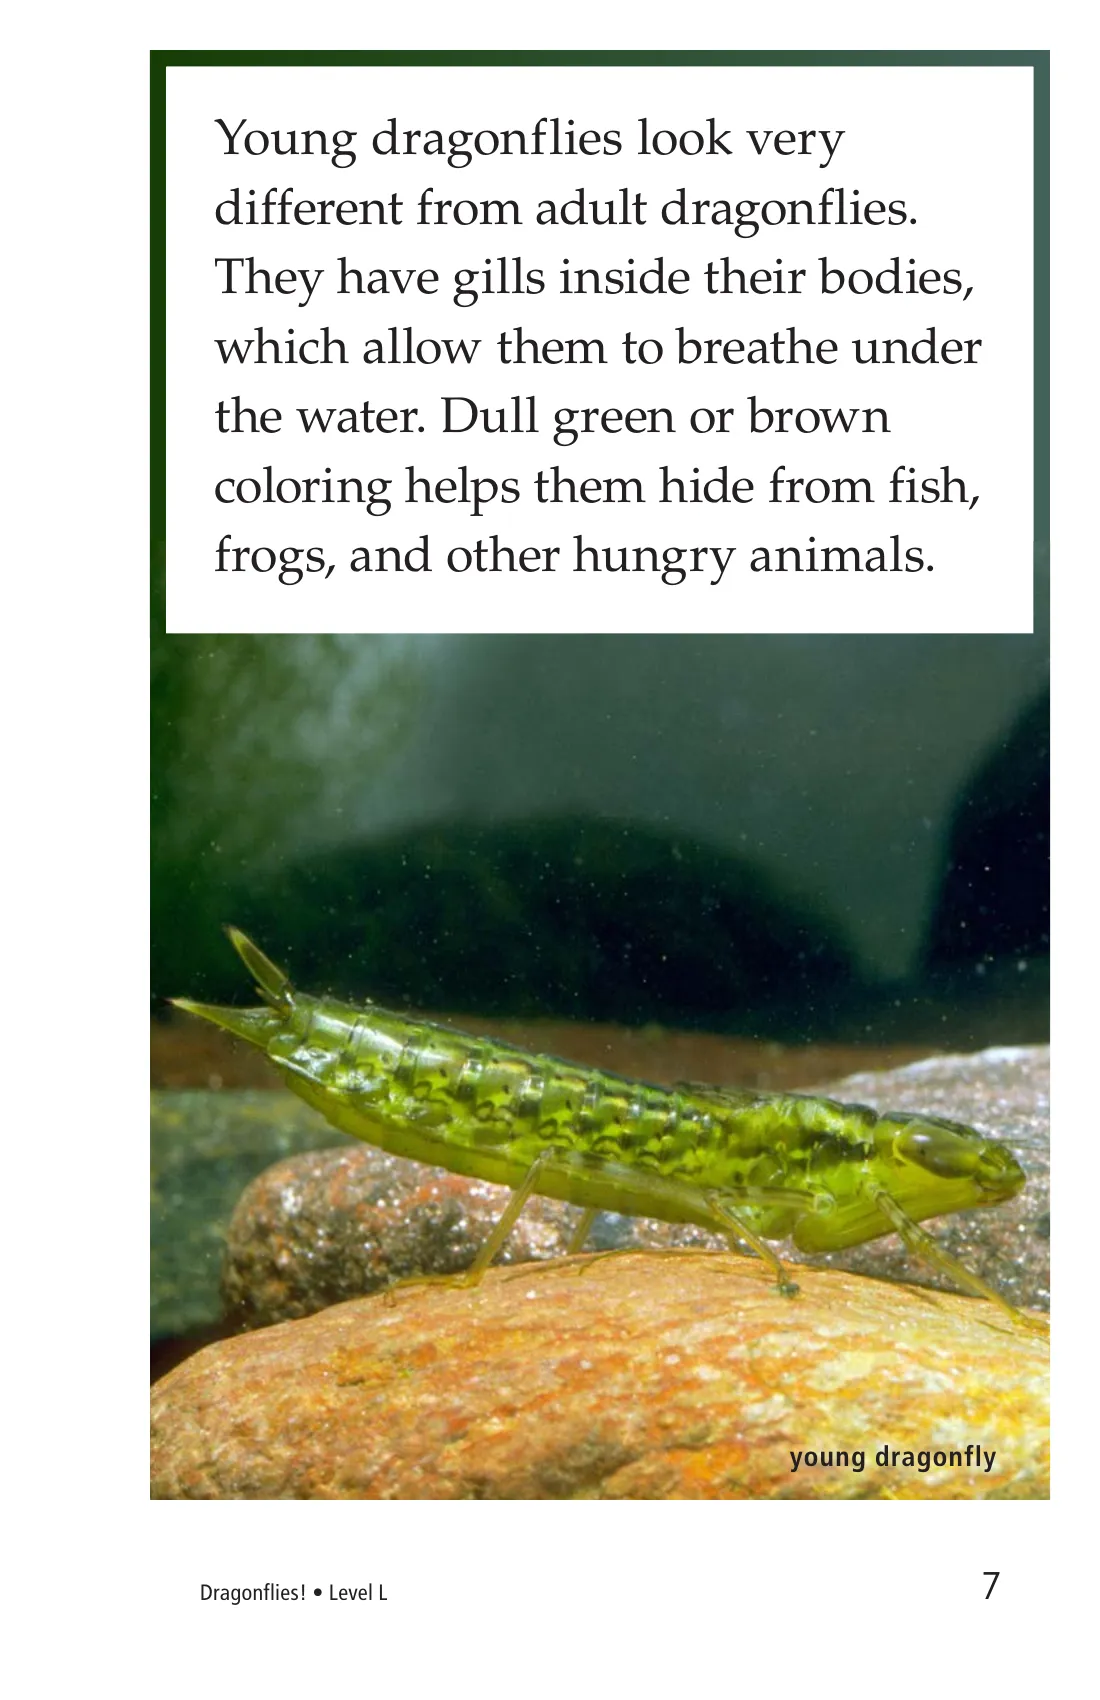 Young dragonflies look very
different from adult dragonflies.
They have gills inside their bodies,
which allow them to breathe under
the water. Dull green or brown
coloring helps them hide from fish,
frogs, and other hungry animals.
young dragonfly
Dragonflies! • Level L
7